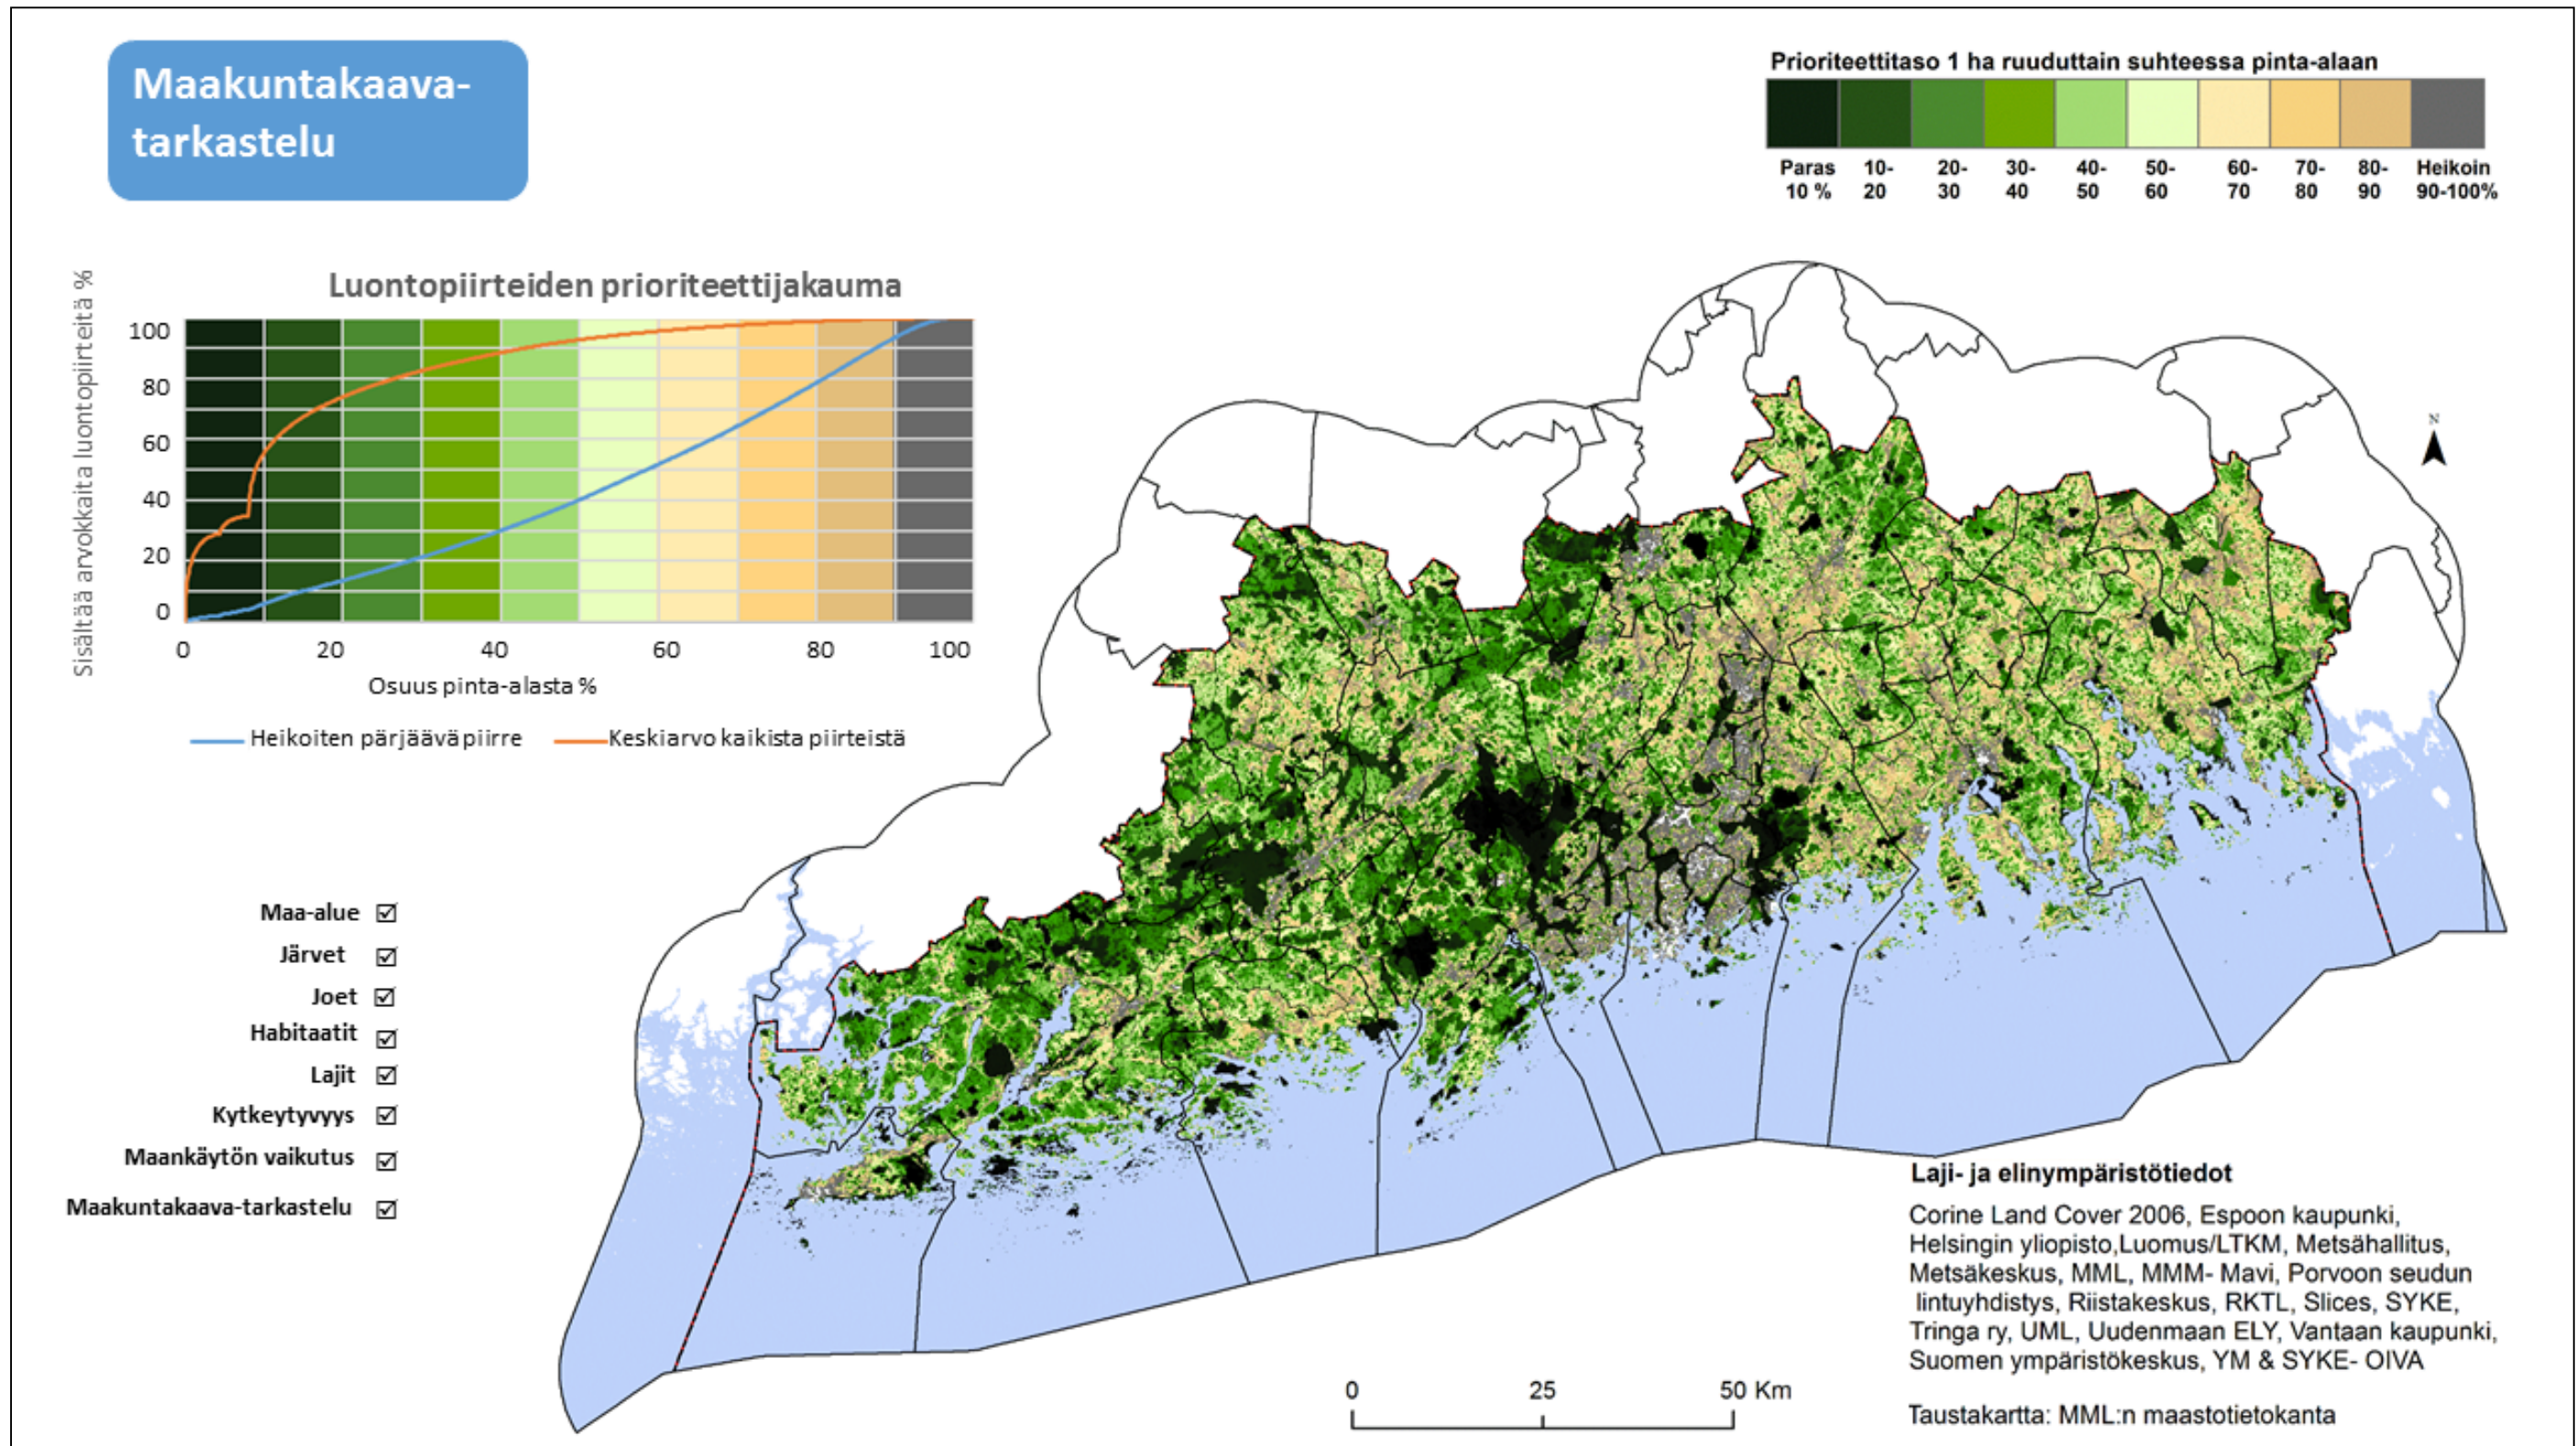 Maakuntakaava-
tarkastelu
Prioriteettitaso 1 ha ruuduttain suhteessa pinta-alaan
Paras 10- 20- 30- 40- 50- 60- 70- 80- Heikoin
10 % 20 30 40 50 60 70 80 90 90-100%
Luontopiirteiden prioriteettijakauma
Sisältää arvokkaita luontopiirteitä %
100
80
60
40
20
0
0 20 40 60 80 100
Osuus pinta-alasta %
Heikoiten pärjäävä piirre
Keskiarvo kaikista piirteistä
N
Maa-alue
Järvet
Joet
Habitaatit
Lajit
Kytkeytyvyys
Maankäytön vaikutus
Maakuntakaava-tarkastelu
Laji- ja elinympäristötiedot
Corine Land Cover 2006, Espoon kaupunki,
Helsingin yliopisto,Luomus/LTKM, Metsähallitus,
Metsäkeskus, MML, MMM- Mavi, Porvoon seudun
lintuyhdistys, Riistakeskus, RKTL, Slices, SYKE,
Tringa ry, UML, Uudenmaan ELY, Vantaan kaupunki,
Suomen ympäristökeskus, YM & SYKE- OIVA
Taustakartta: MML:n maastotietokanta
0 25 50 Km